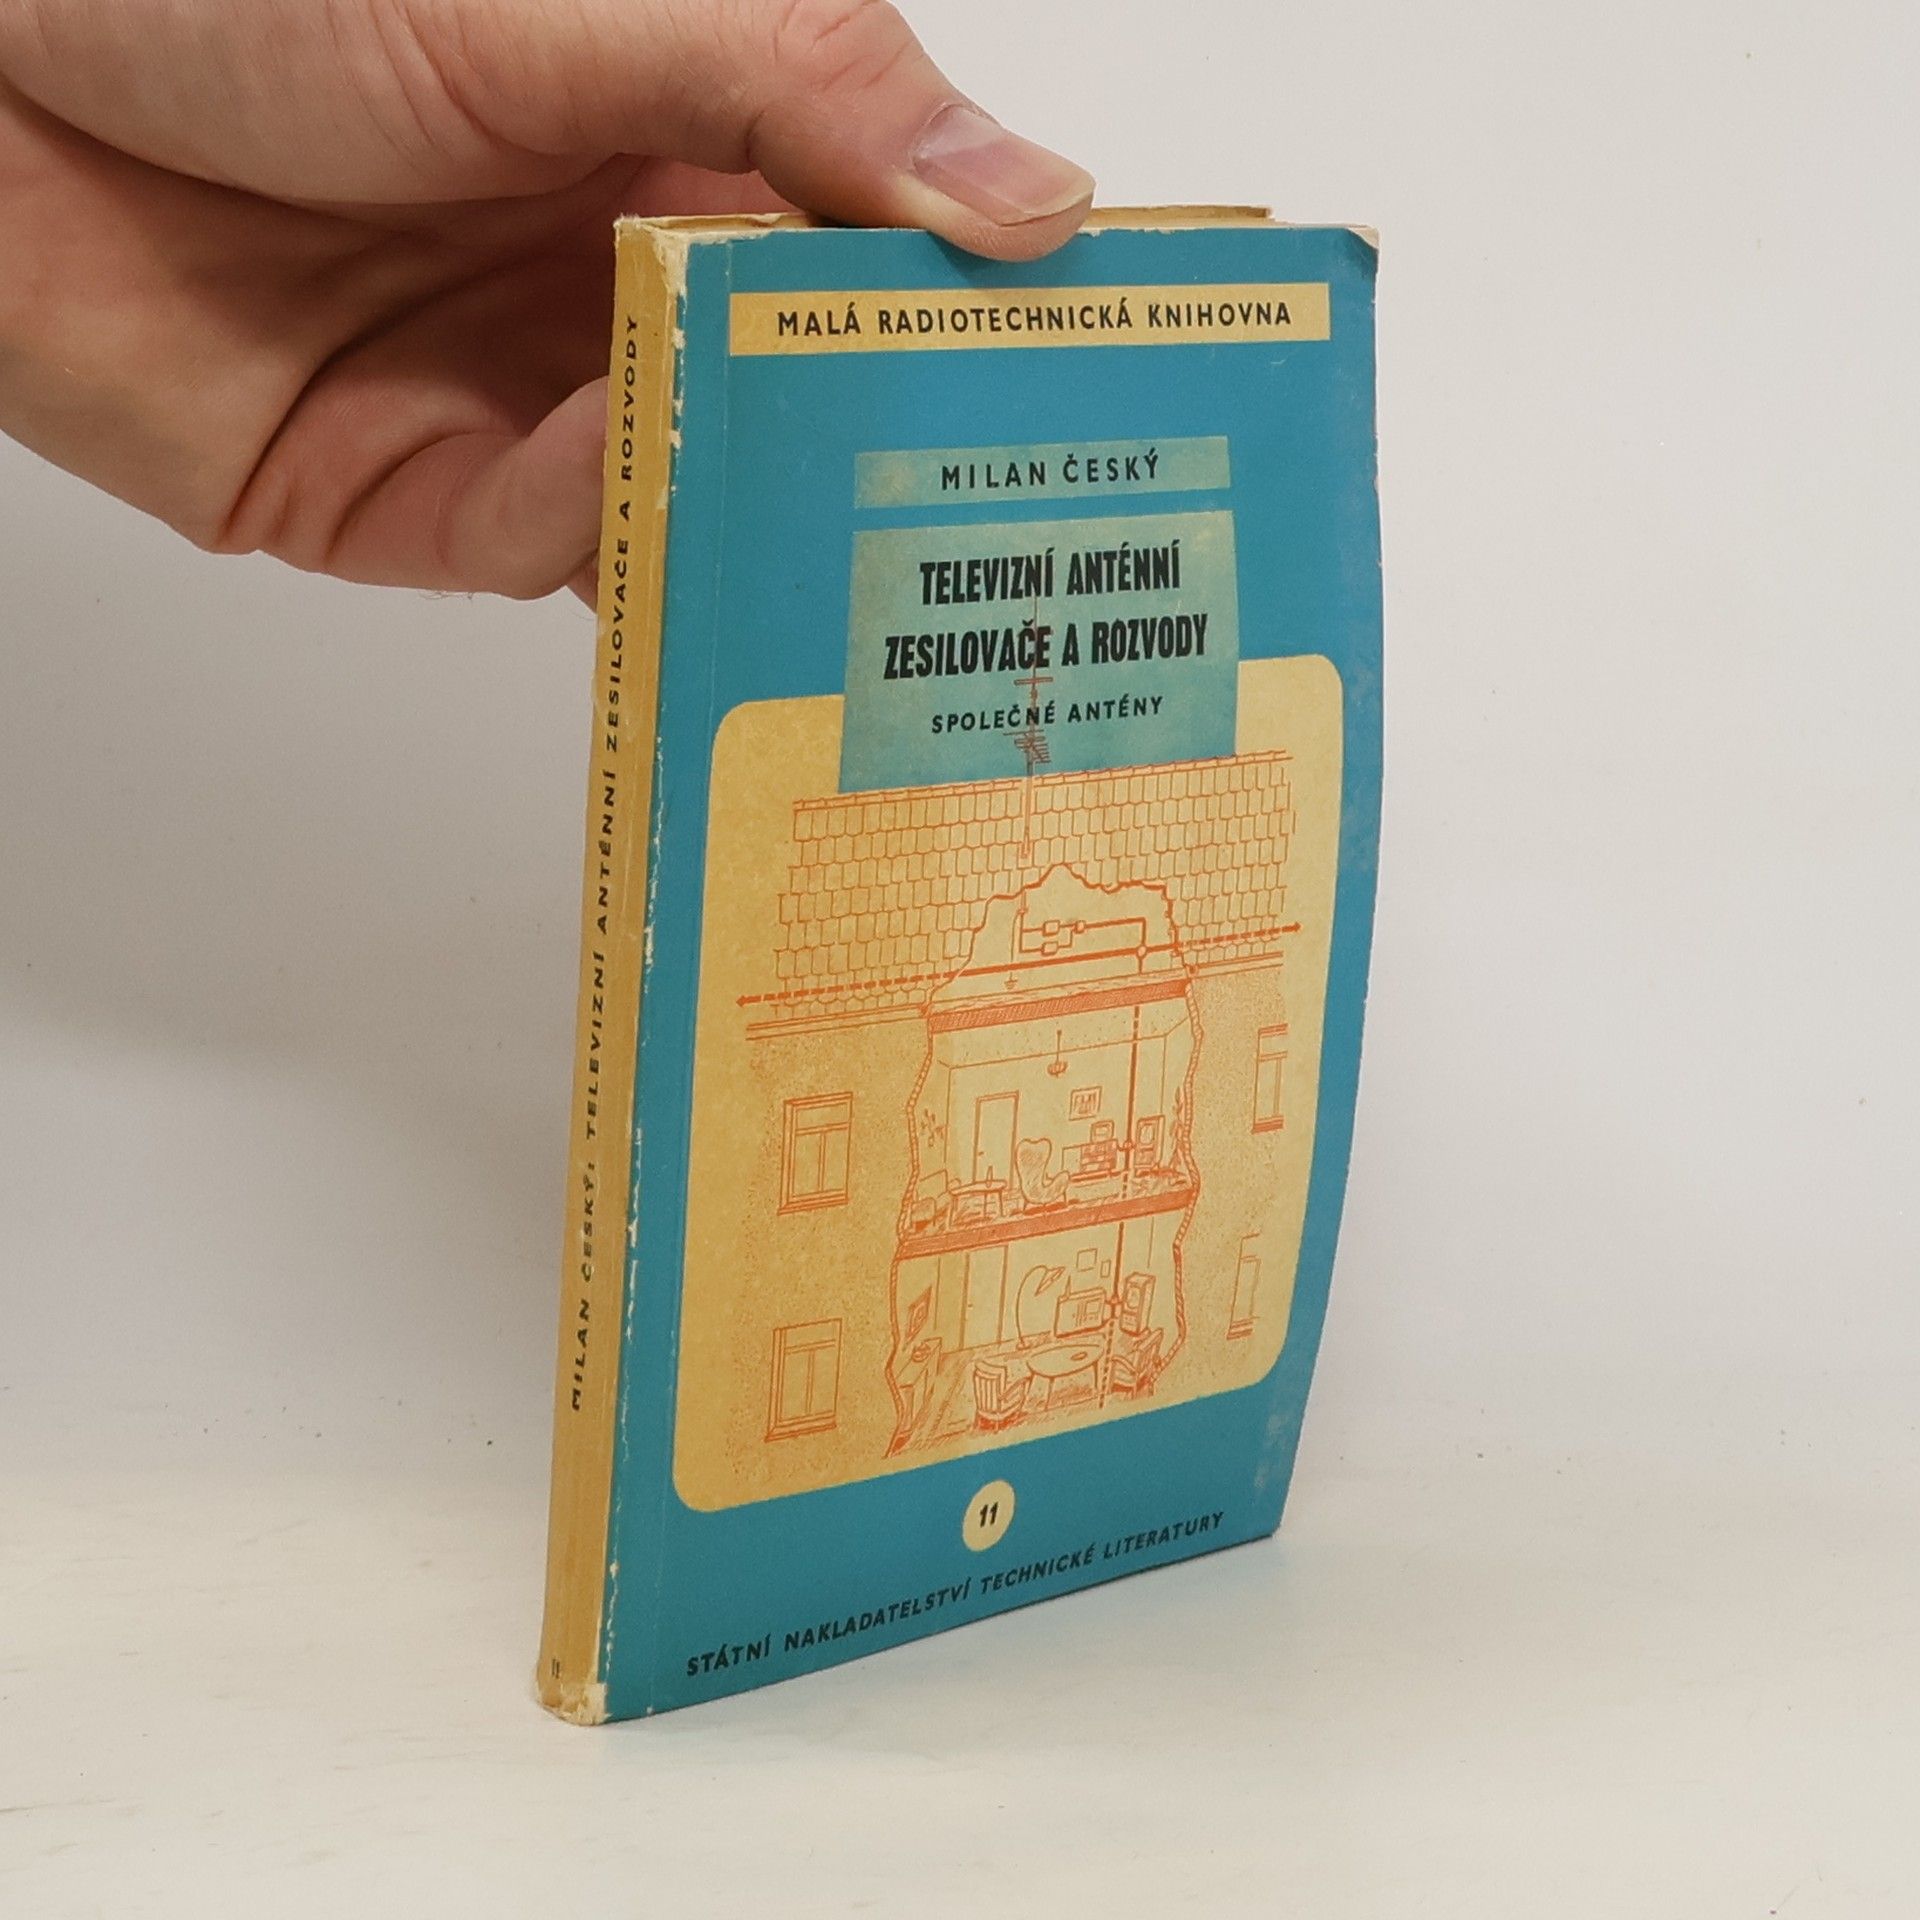 MALÁ RADIOTECHNICKÁ KNIHOVNA
MILAN ČESKÝ
TELEVIZNÍ ANTÉNNÍ
ZESILOVAČE A ROZVODY
SPOLEČNÉ ANTÉNY
11
STÁTNÍ NAKLADATELSTVÍ TECHNICKÉ LITERATURY
MILAN ČESKÝ: TELEVIZNÍ ANTÉNNÍ ZESILOVAČE A ROZVODY
11